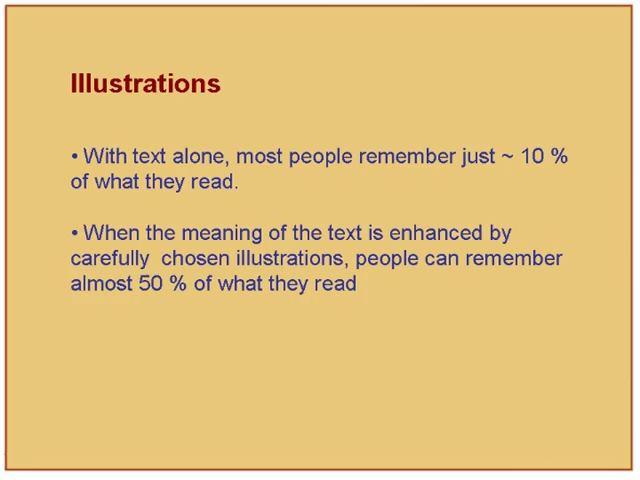 Illustrations
• With text alone, most people remember just ~ 10 %
of what they read.
• When the meaning of the text is enhanced by
carefully  chosen illustrations, people can remember
almost 50 % of what they read